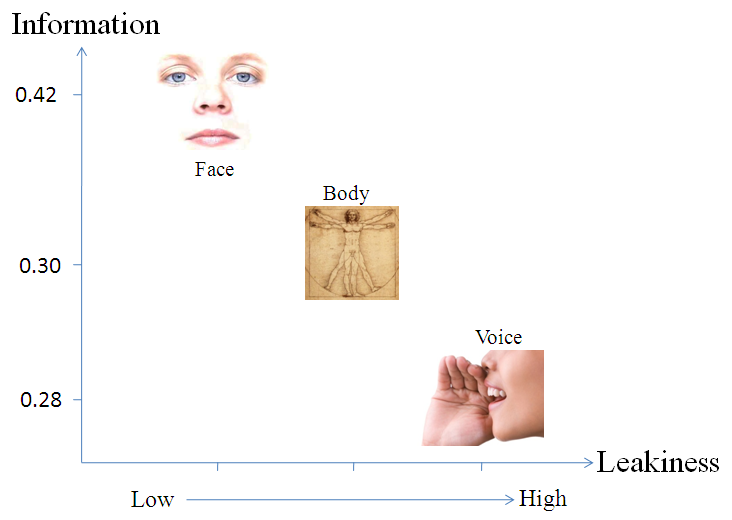 Information
0.42
Face
Body
0.30
Voice
0.28
Leakiness
Low
High